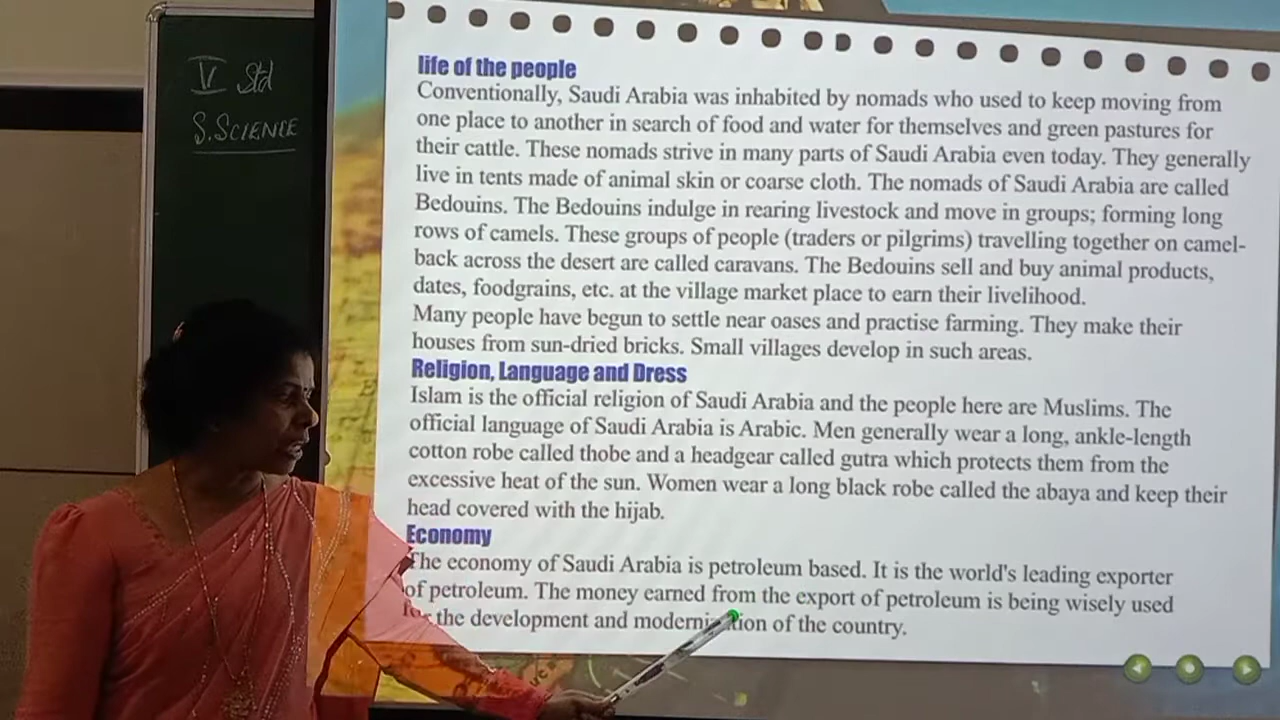 V Std
S.SCIENCE
life of the people
Conventionally, Saudi Arabia was inhabited by nomads who used to keep moving from
one place to another in search of food and water for themselves and green pastures for
their cattle. These nomads strive in many parts of Saudi Arabia even today. They generally
live in tents made of animal skin or coarse cloth. The nomads of Saudi Arabia are called
Bedouins. The Bedouins indulge in rearing livestock and move in groups; forming long
rows of camels. These groups of people (traders or pilgrims) travelling together on camel-
back across the desert are called caravans. The Bedouins sell and buy animal products,
dates, foodgrains, etc. at the village market place to earn their livelihood.
Many people have begun to settle near oases and practise farming. They make their
houses from sun-dried bricks. Small villages develop in such areas.
Religion, Language and Dress
Islam is the official religion of Saudi Arabia and the people here are Muslims. The
official language of Saudi Arabia is Arabic. Men generally wear a long, ankle-length
cotton robe called thobe and a headgear called gutra which protects them from the
excessive heat of the sun. Women wear a long black robe called the abaya and keep their
head covered with the hijab.
Economy
The economy of Saudi Arabia is petroleum based. It is the world's leading exporter
of petroleum. The money earned from the export of petroleum is being wisely used
for the development and modernization of the country.